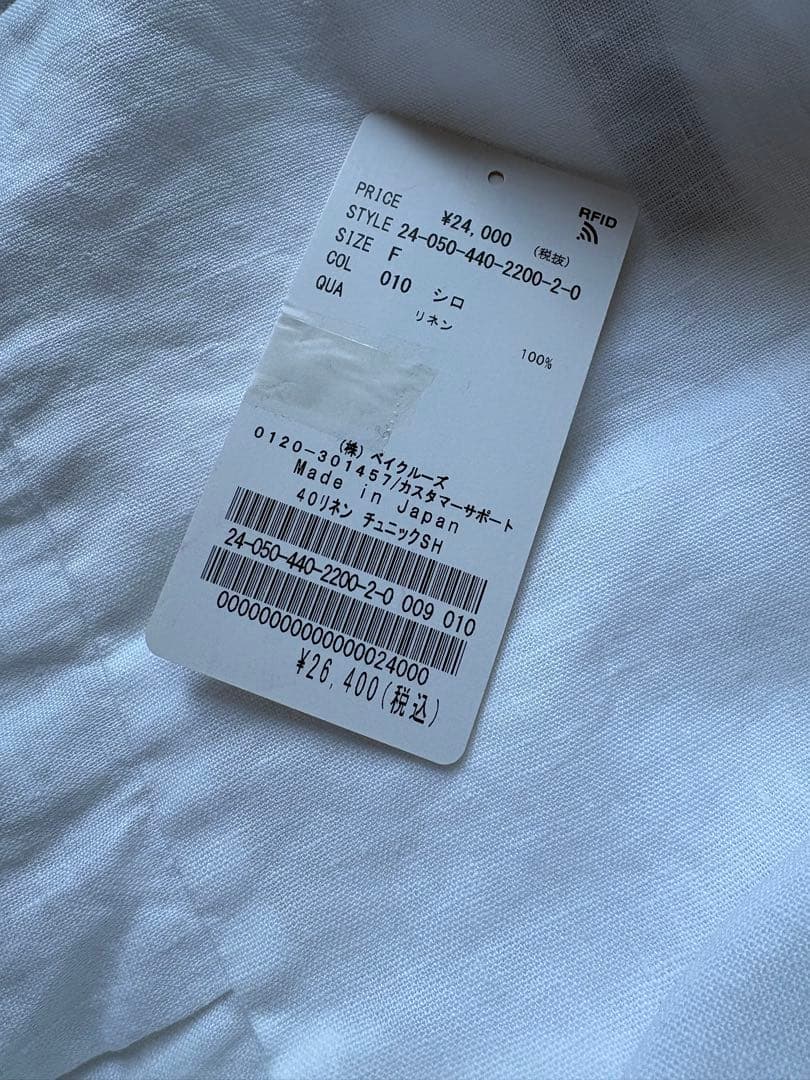 RFID
PRICE ¥24,000 (税抜)
STYLE 24-050-440-2200-2-0
SIZE F
COL 010 シロ
QUA リネン 100%
(株) ベイクルーズ
0120-301457/カスタマーサポート
Made in Japan
40リネン チュニックSH
24-050-440-2200-2-0 009 010
0000000000000000024000
¥26,400(税込)